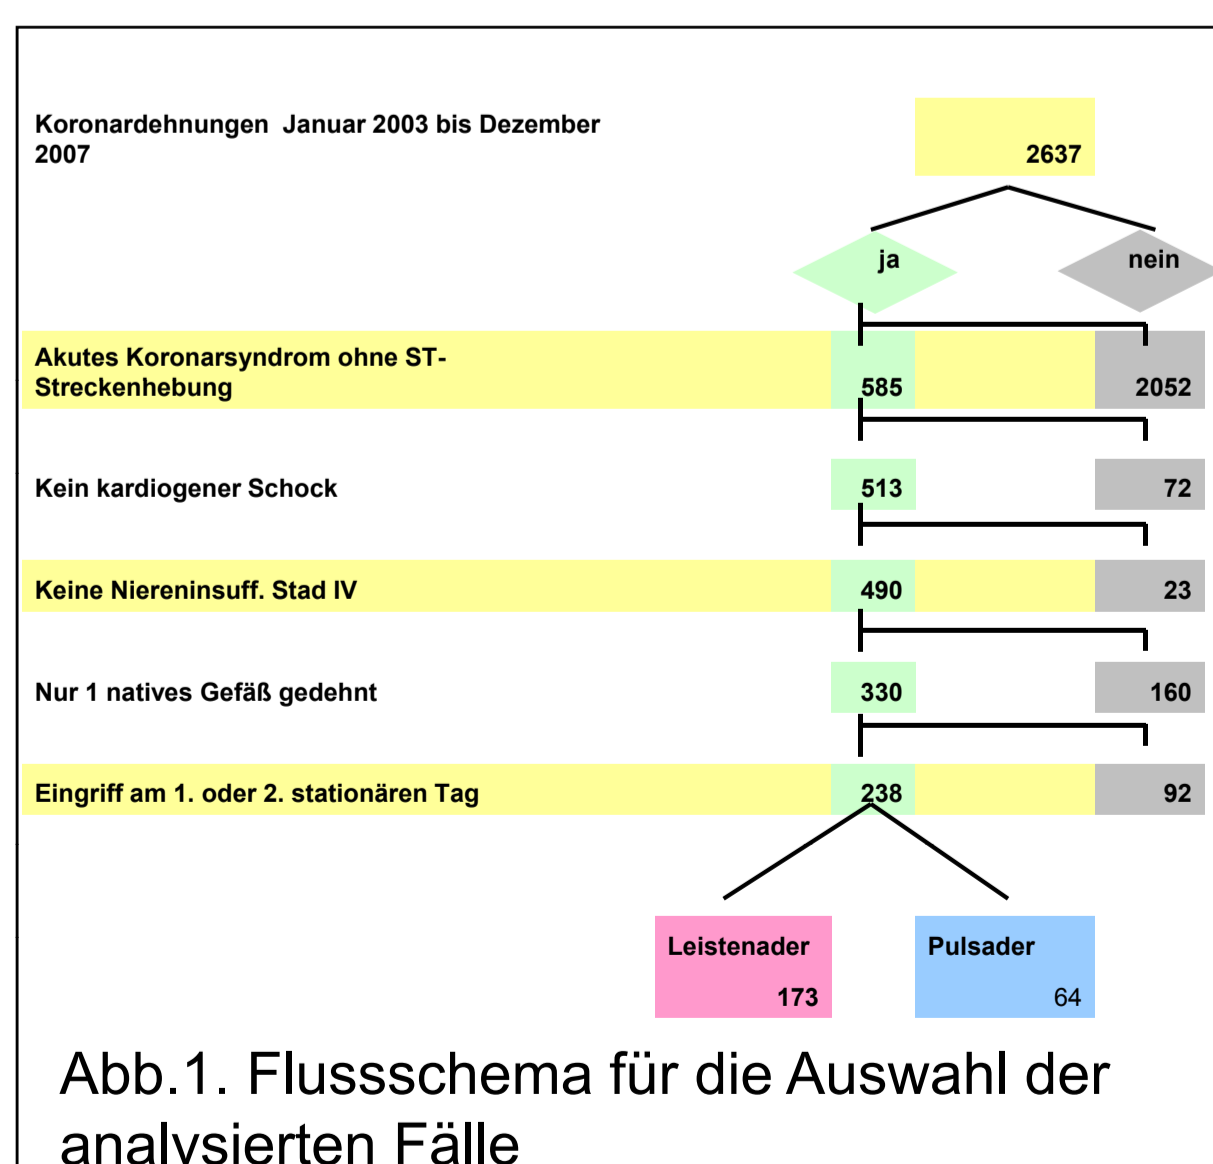 Koronardehnungen Januar 2003 bis Dezember
2007
2637
ja nein
Akutes Koronarsyndrom ohne ST-
Streckenhebung
585 2052
Kein kardiogener Schock 513 72
Keine Niereninsuff. Stad IV 490 23
Nur 1 natives Gefäß gedehnt 330 160
Eingriff am 1. oder 2. stationären Tag 238 92
Leistenader Pulsader
173 64
Abb.1. Flussschema für die Auswahl der
analysierten Fälle